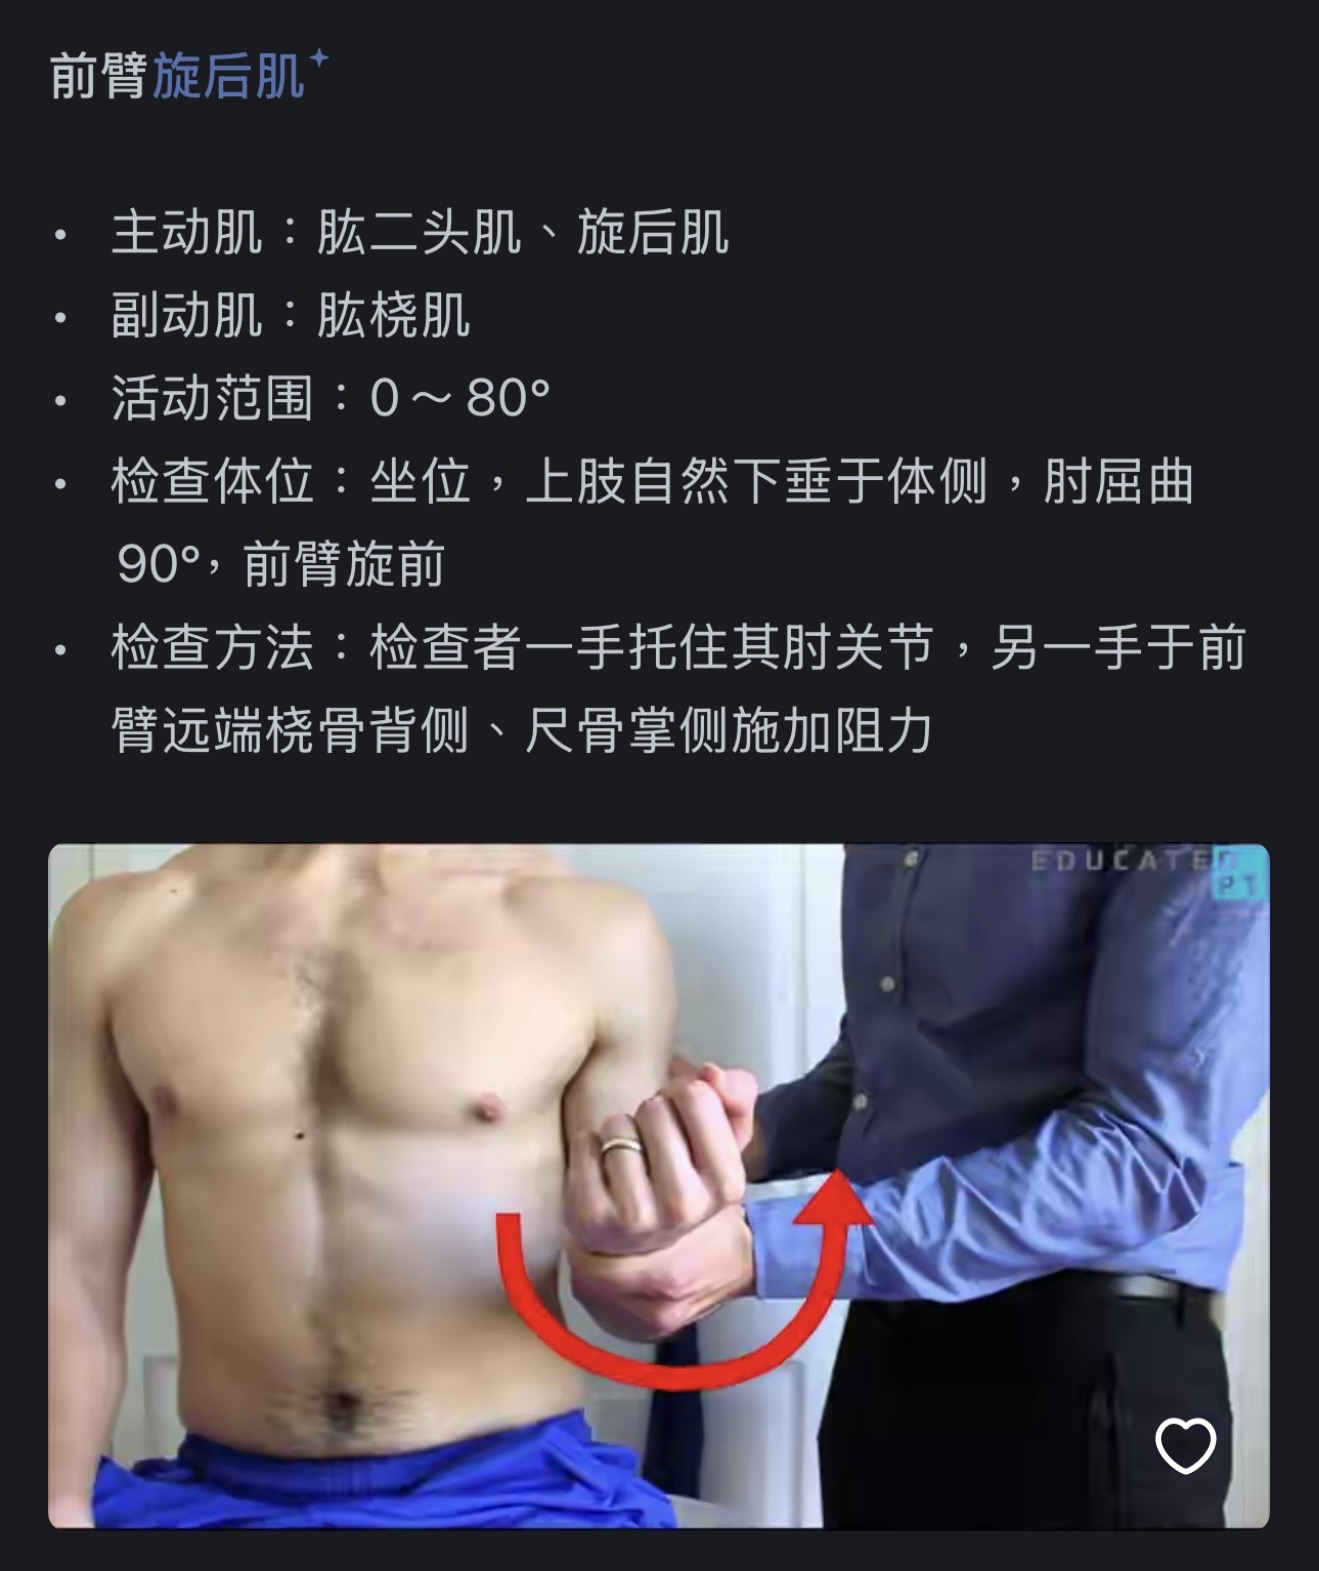 前臂旋后肌
• 主动肌：肱二头肌、旋后肌
• 副动肌：肱桡肌
• 活动范围：0～80°
• 检查体位：坐位，上肢自然下垂于体侧，肘屈曲
90°，前臂旋前
• 检查方法：检查者一手托住其肘关节，另一手于前
臂远端桡骨背侧、尺骨掌侧施加阻力
EDUCATED
PT